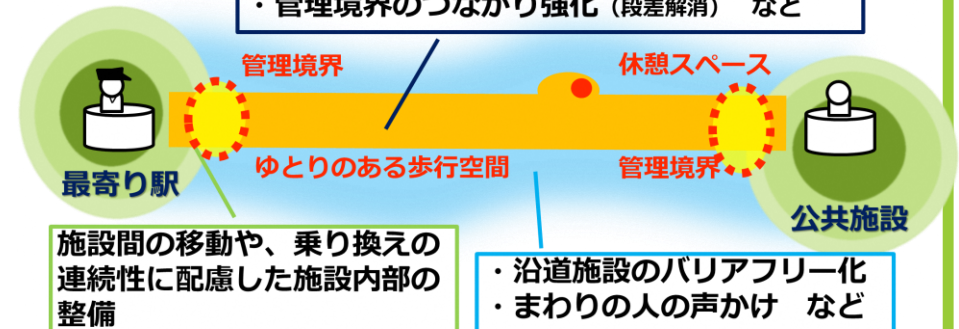 ・管理境界のつながり強化（段差解消）　など
管理境界
休憩スペース
ゆとりのある歩行空間
管理境界
最寄り駅
公共施設
施設間の移動や、乗り換えの
連続性に配慮した施設内部の
整備
・沿道施設のバリアフリー化
・まわりの人の声かけ　など